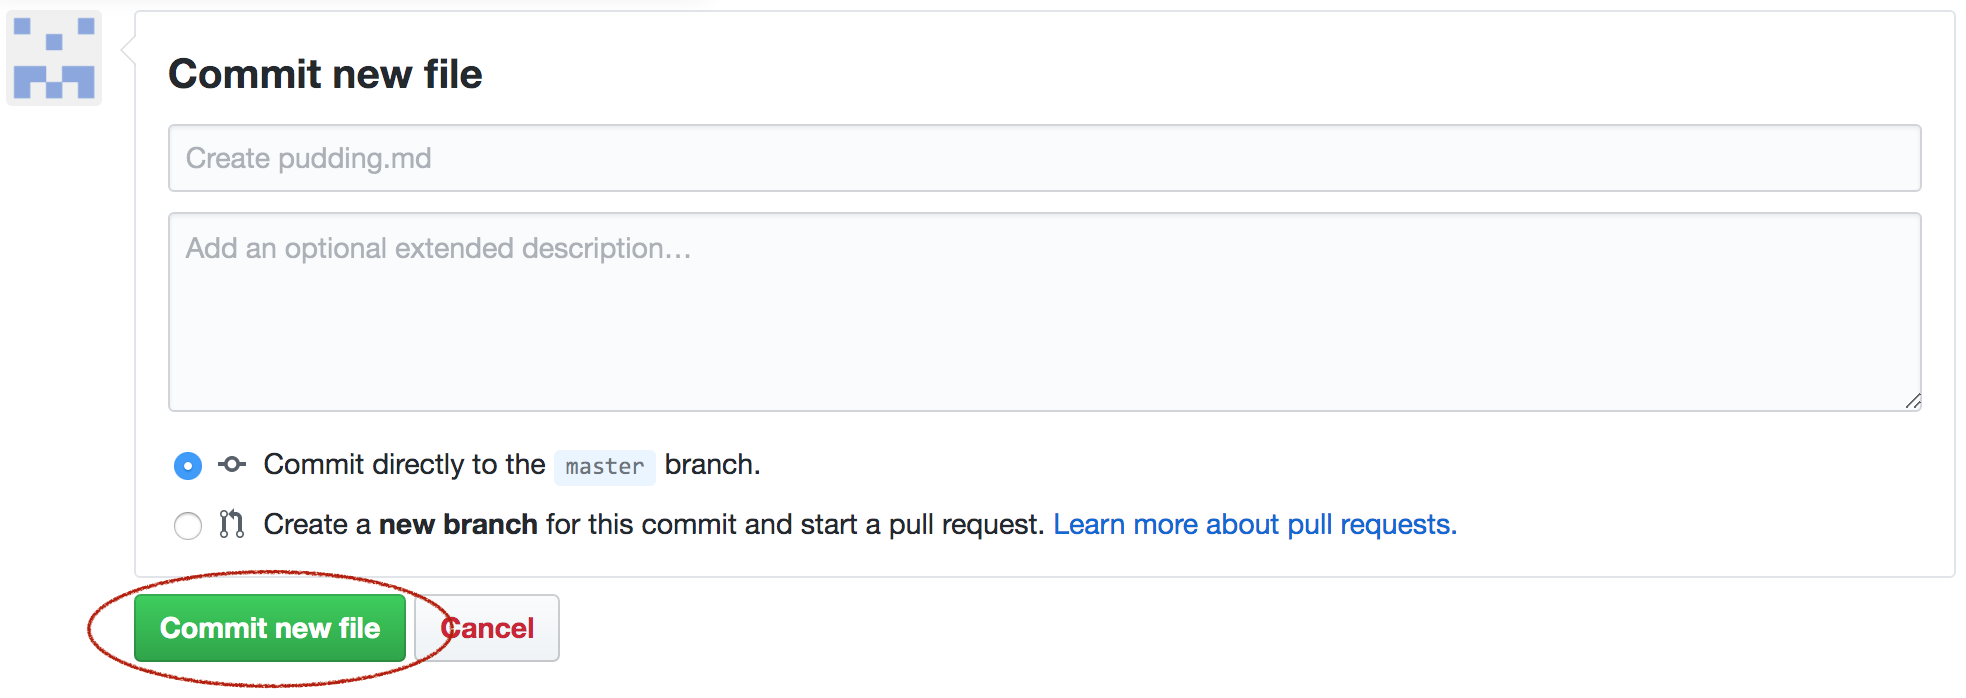 Commit new file
Create pudding.md
Add an optional extended description…
Commit directly to the master branch.
Create a new branch for this commit and start a pull request. Learn more about pull requests.
Commit new file Cancel